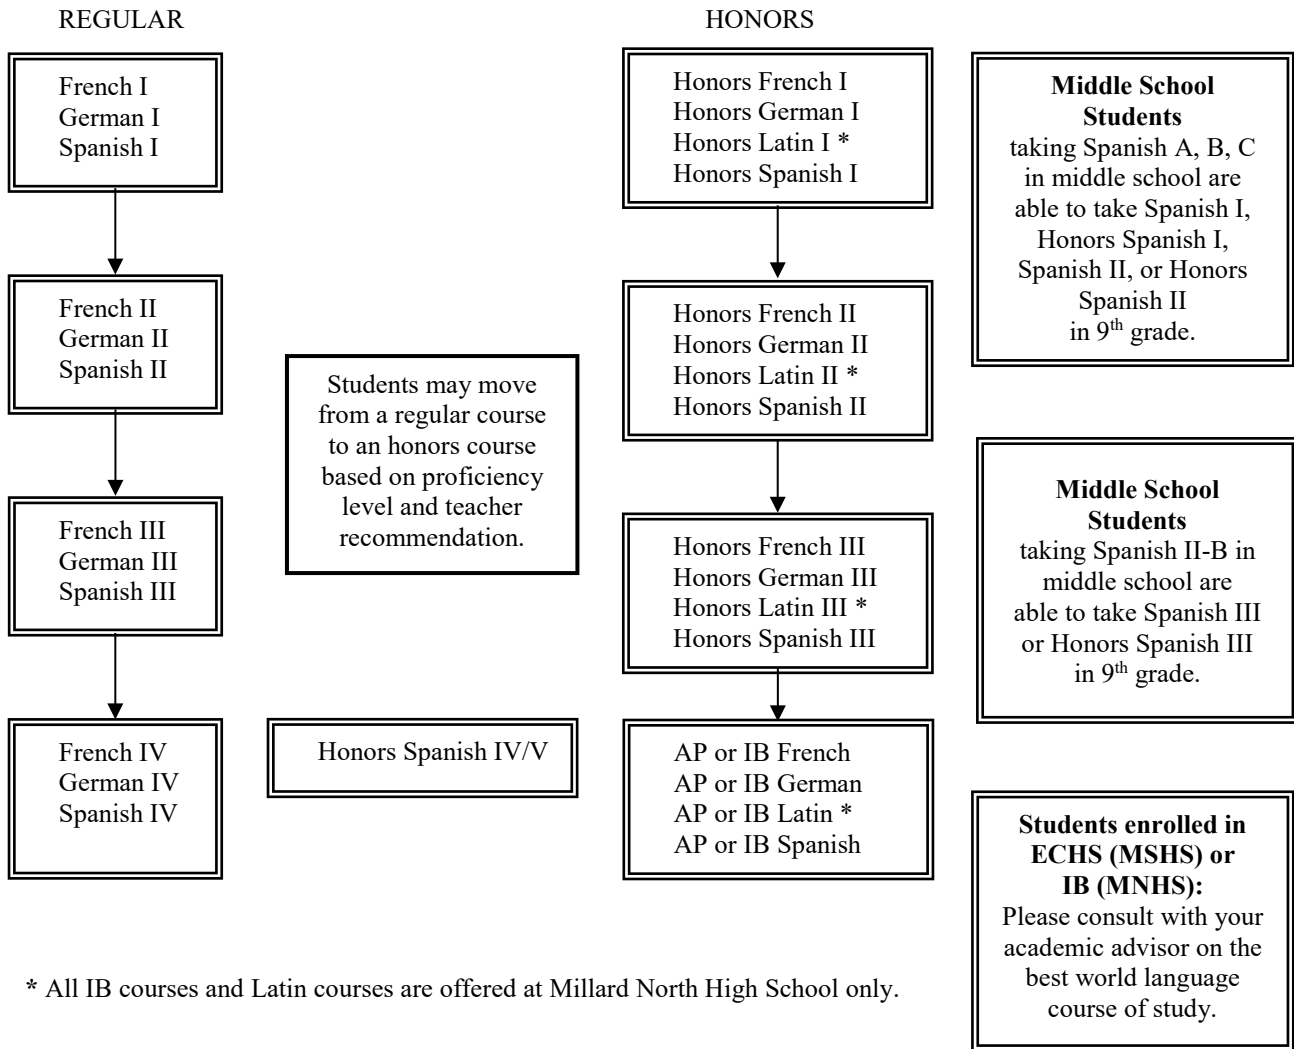 REGULAR
French I
German I
Spanish I
French II
German II
Spanish II
French III
German III
Spanish III
French IV
German IV
Spanish IV
Students may move
from a regular course
to an honors course
based on proficiency
level and teacher
recommendation.
Honors Spanish IV/V
HONORS
Honors French I
Honors German I
Honors Latin I *
Honors Spanish I
Honors French II
Honors German II
Honors Latin II *
Honors Spanish II
Honors French III
Honors German III
Honors Latin III *
Honors Spanish III
AP or IB French
AP or IB German
AP or IB Latin *
AP or IB Spanish
Middle School
Students
taking Spanish A, B, C
in middle school are
able to take Spanish I,
Honors Spanish I,
Spanish II, or Honors
Spanish II
in 9th grade.
Middle School
Students
taking Spanish II-B in
middle school are
able to take Spanish III
or Honors Spanish III
in 9th grade.
Students enrolled in
ECHS (MSHS) or
IB (MNHS):
Please consult with your
academic advisor on the
best world language
course of study.
* All IB courses and Latin courses are offered at Millard North High School only.